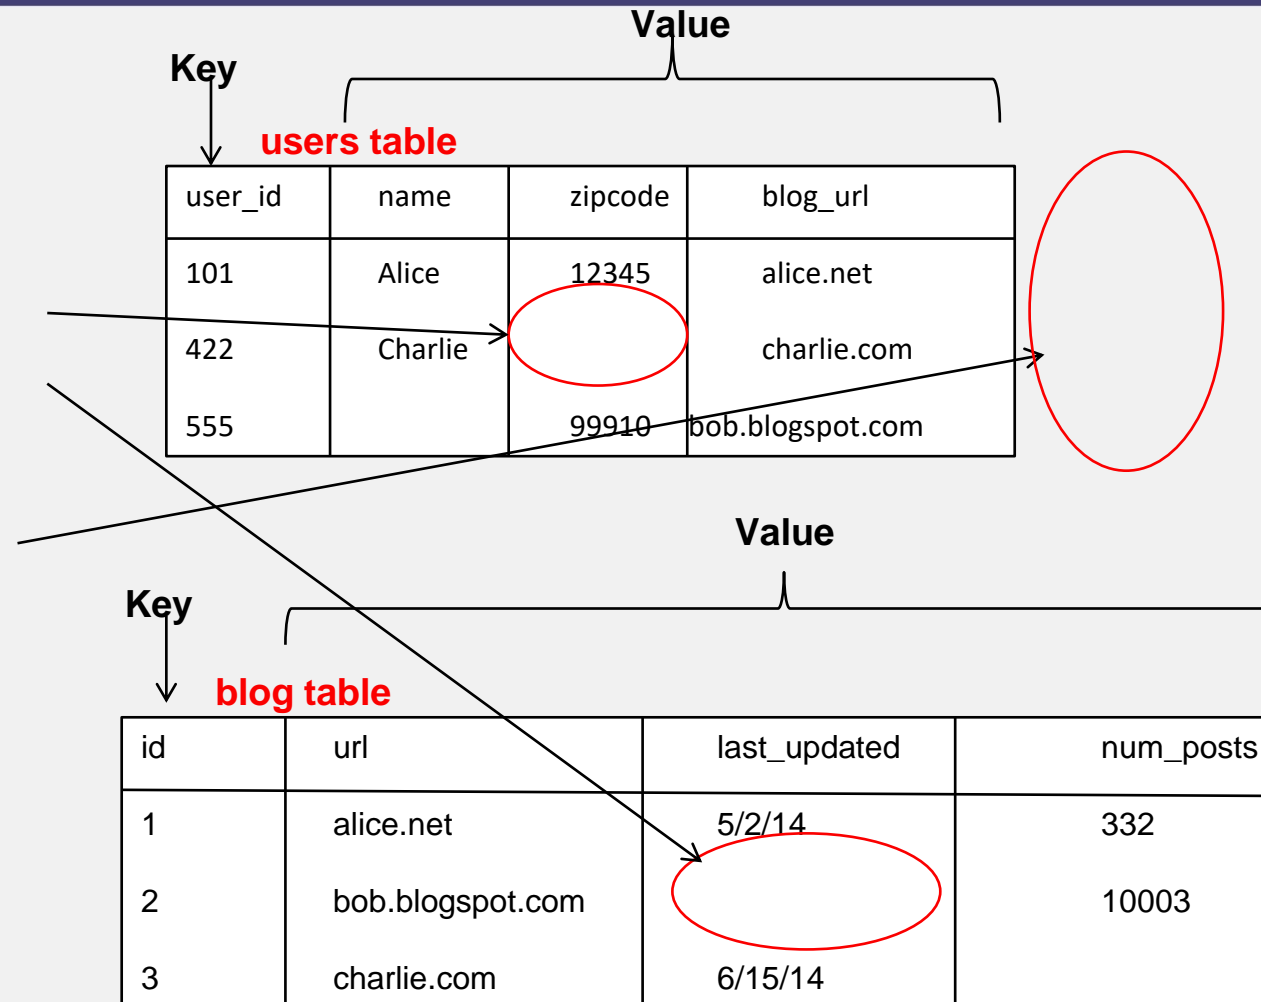 Value
Key
users table
user_id name zipcode blog_url
101 Alice 12345 alice.net
422 Charlie charlie.com
555 99910 bob.blogspot.com
Value
Key
blog table
id url last_updated num_posts
1 alice.net 5/2/14 332
2 bob.blogspot.com 10003
3 charlie.com 6/15/14